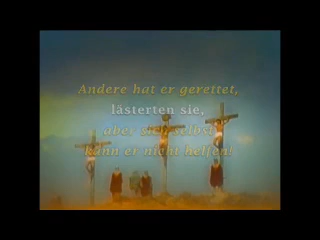 Andere hat er gerettet,
lästerten sie,
aber sich selbst
kann er nicht helfen!